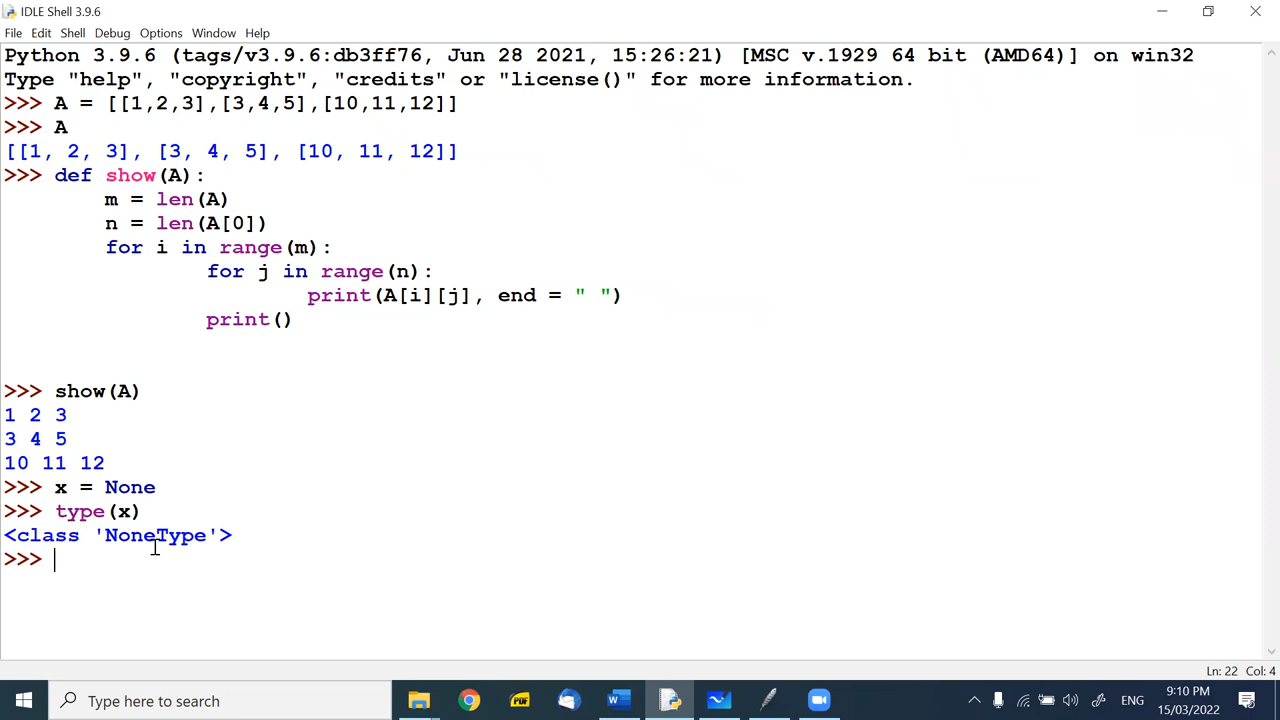 IDLE Shell 3.9.6
File Edit Shell Debug Options Window Help
Python 3.9.6 (tags/v3.9.6:db3ff76, Jun 28 2021, 15:26:21) [MSC v.1929 64 bit (AMD64)] on win32
Type "help", "copyright", "credits" or "license()" for more information.
>>> A = [[1,2,3],[3,4,5],[10,11,12]]
>>> A
[[1, 2, 3], [3, 4, 5], [10, 11, 12]]
>>> def show(A):
        m = len(A)
        n = len(A[0])
        for i in range(m):
                for j in range(n):
                        print(A[i][j], end = " ")
                print()
>>> show(A)
1 2 3
3 4 5
10 11 12
>>> x = None
>>> type(x)
<class 'NoneType'>
>>>
Ln: 22 Col: 4
Type here to search
PDF
ENG
9:10 PM
15/03/2022